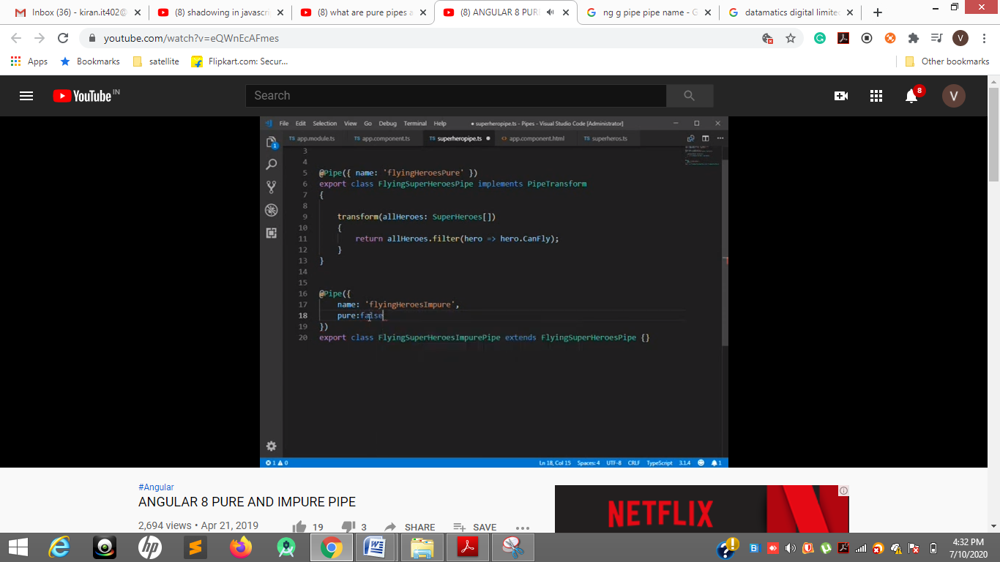 Inbox (36) - kiran.it402@
(8) shadowing in javascri
(8) what are pure pipes a
(8) ANGULAR 8 PUR
ng g pipe pipe name - G
datamatics digital limite
youtube.com/watch?v=eQWnEcAFmes
V
Apps
Bookmarks
satellite
Flipkart.com: Secur...
Other bookmarks
YouTube IN
Search
8
V
File Edit Selection View Go Debug Terminal Help
● superheropipe.ts - Pipes - Visual Studio Code [Administrator]
TS app.module.ts
TS app.component.ts
TS superheropipe.ts ●
<> app.component.html
TS superheros.ts
1
3
4
5 @Pipe({ name: 'flyingHeroesPure' })
6 export class FlyingSuperHeroesPipe implements PipeTransform
7 {
8
9 transform(allHeroes: SuperHeroes[])
10 {
11 return allHeroes.filter(hero => hero.CanFly);
12 }
13 }
14
15
16 @Pipe({
17 name: 'flyingHeroesImpure',
18 pure:false
19 })
20 export class FlyingSuperHeroesImpurePipe extends FlyingSuperHeroesPipe {}
1 0 Ln 18, Col 15 Spaces: 4 UTF-8 CRLF TypeScript 3.1.4 1
#Angular
ANGULAR 8 PURE AND IMPURE PIPE
2,694 views • Apr 21, 2019
19 3 SHARE SAVE
NETFLIX
4:32 PM
7/10/2020